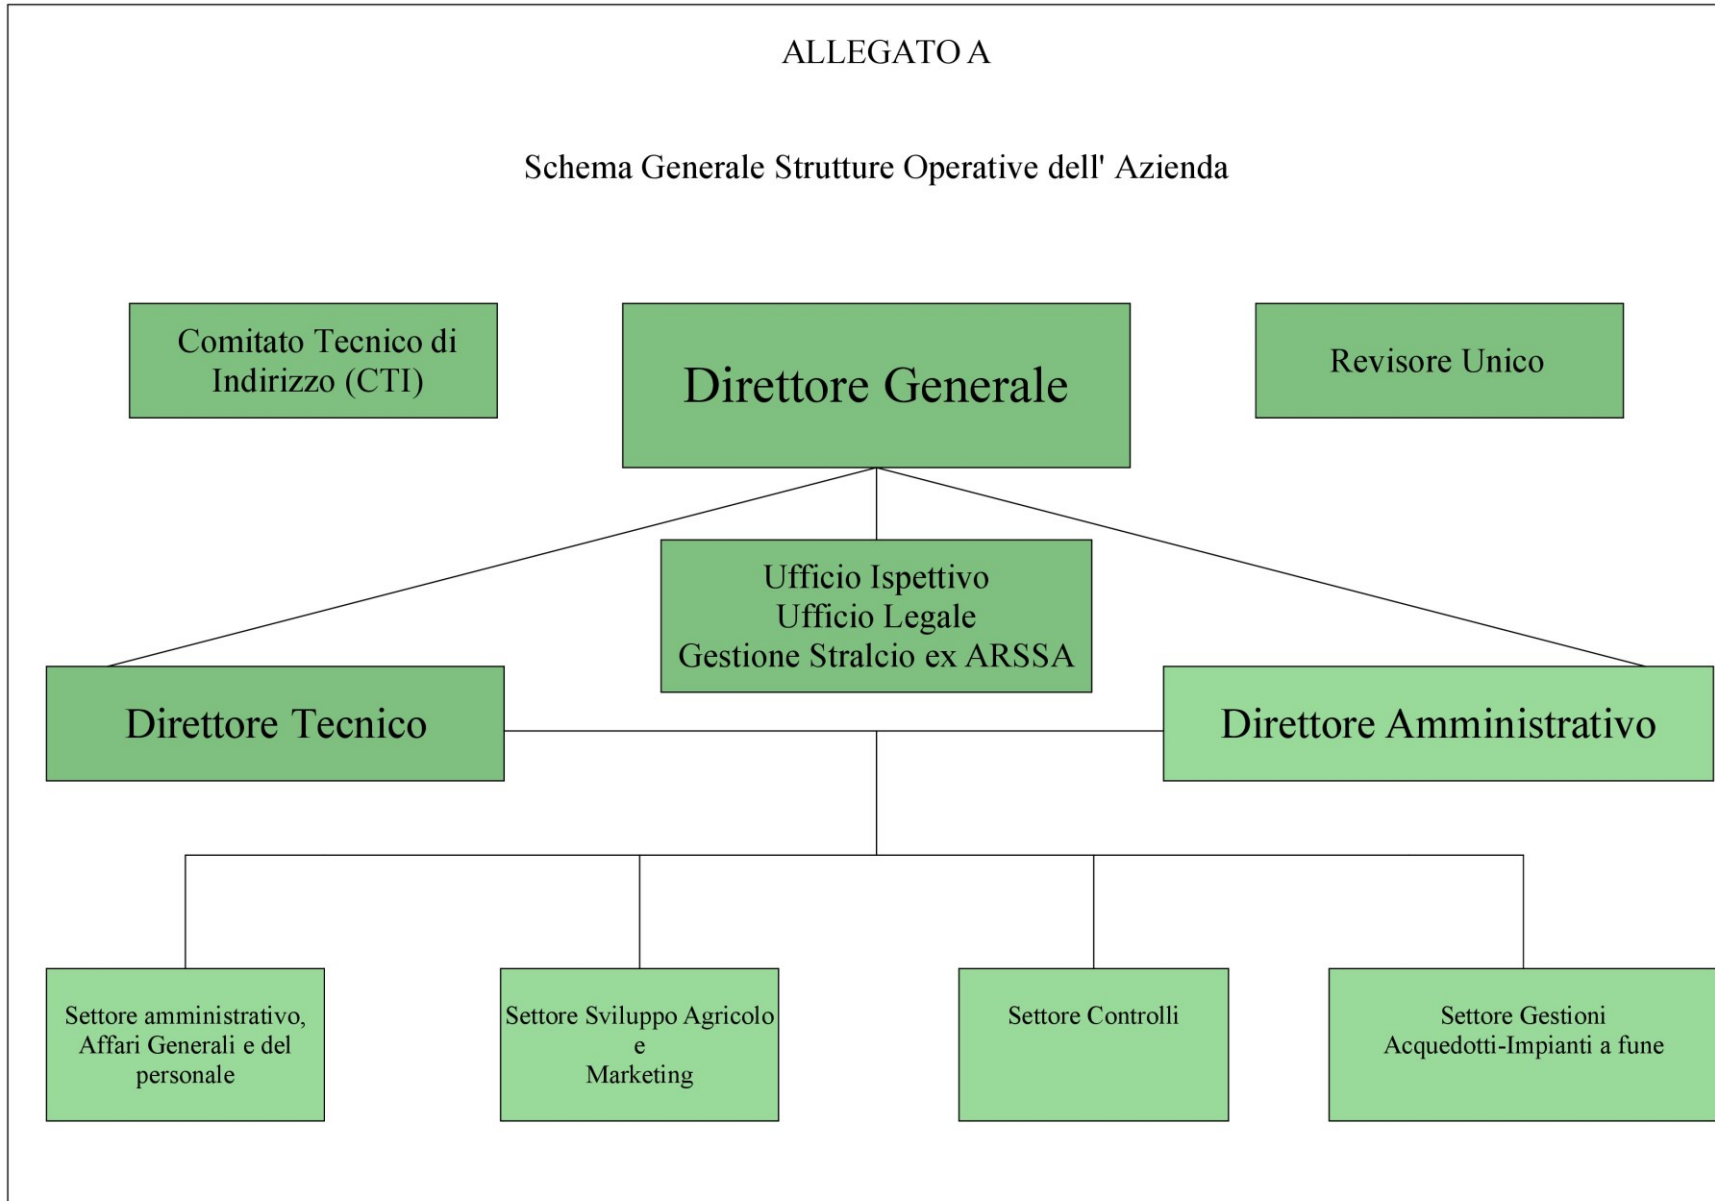 ALLEGATO A
Schema Generale Strutture Operative dell' Azienda
Comitato Tecnico di
Indirizzo (CTI)
Direttore Generale
Revisore Unico
Ufficio Ispettivo
Ufficio Legale
Gestione Stralcio ex ARSSA
Direttore Tecnico
Direttore Amministrativo
Settore amministrativo,
Affari Generali e del
personale
Settore Sviluppo Agricolo
e
Marketing
Settore Controlli
Settore Gestioni
Acquedotti-Impianti a fune